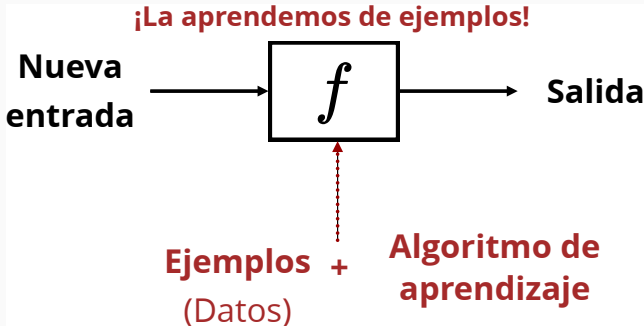 ¡La aprendemos de ejemplos!
Nueva
entrada
f
Salida
Ejemplos +
(Datos)
Algoritmo de
aprendizaje